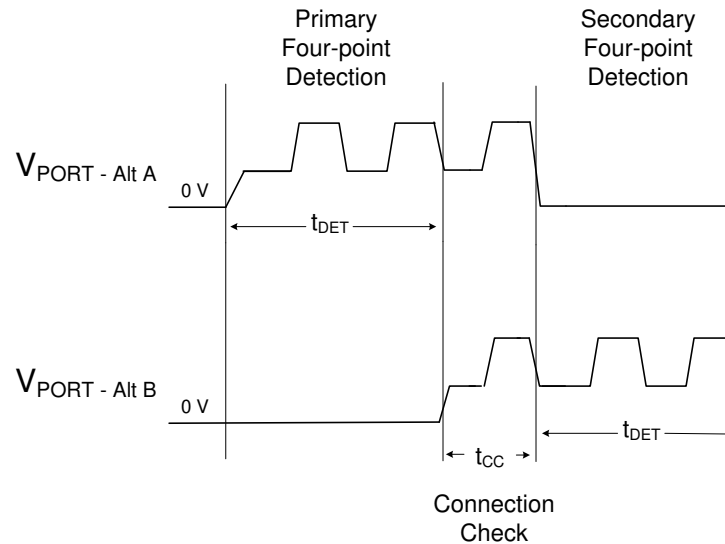 Primary
Four-point
Detection
Secondary
Four-point
Detection
VPORT - Alt A
0 V
tDET
VPORT - Alt B
0 V
tDET
tCC
Connection
Check